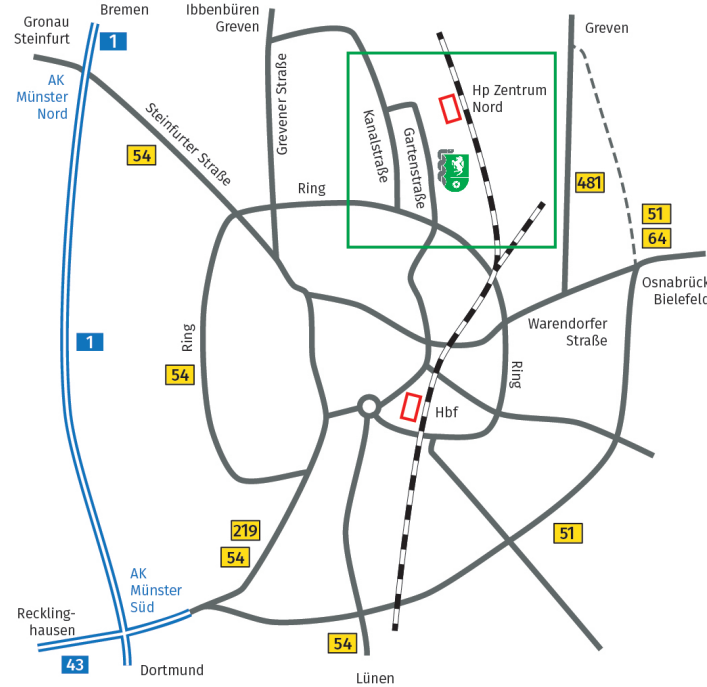 Bremen
Gronau
Steinfurt
1
AK
Münster
Nord
Ibbenbüren
Greven
Greven
Hp Zentrum
Nord
Steinfurter Straße
54
Grevener Straße
Kanalstraße
Gartenstraße
Ring
481
51
64
Osnabrück
Bielefeld
1
Ring
54
Warendorfer
Straße
Ring
Hbf
219
54
51
AK
Münster
Süd
Reckling-
hausen
43
Dortmund
54
Lünen